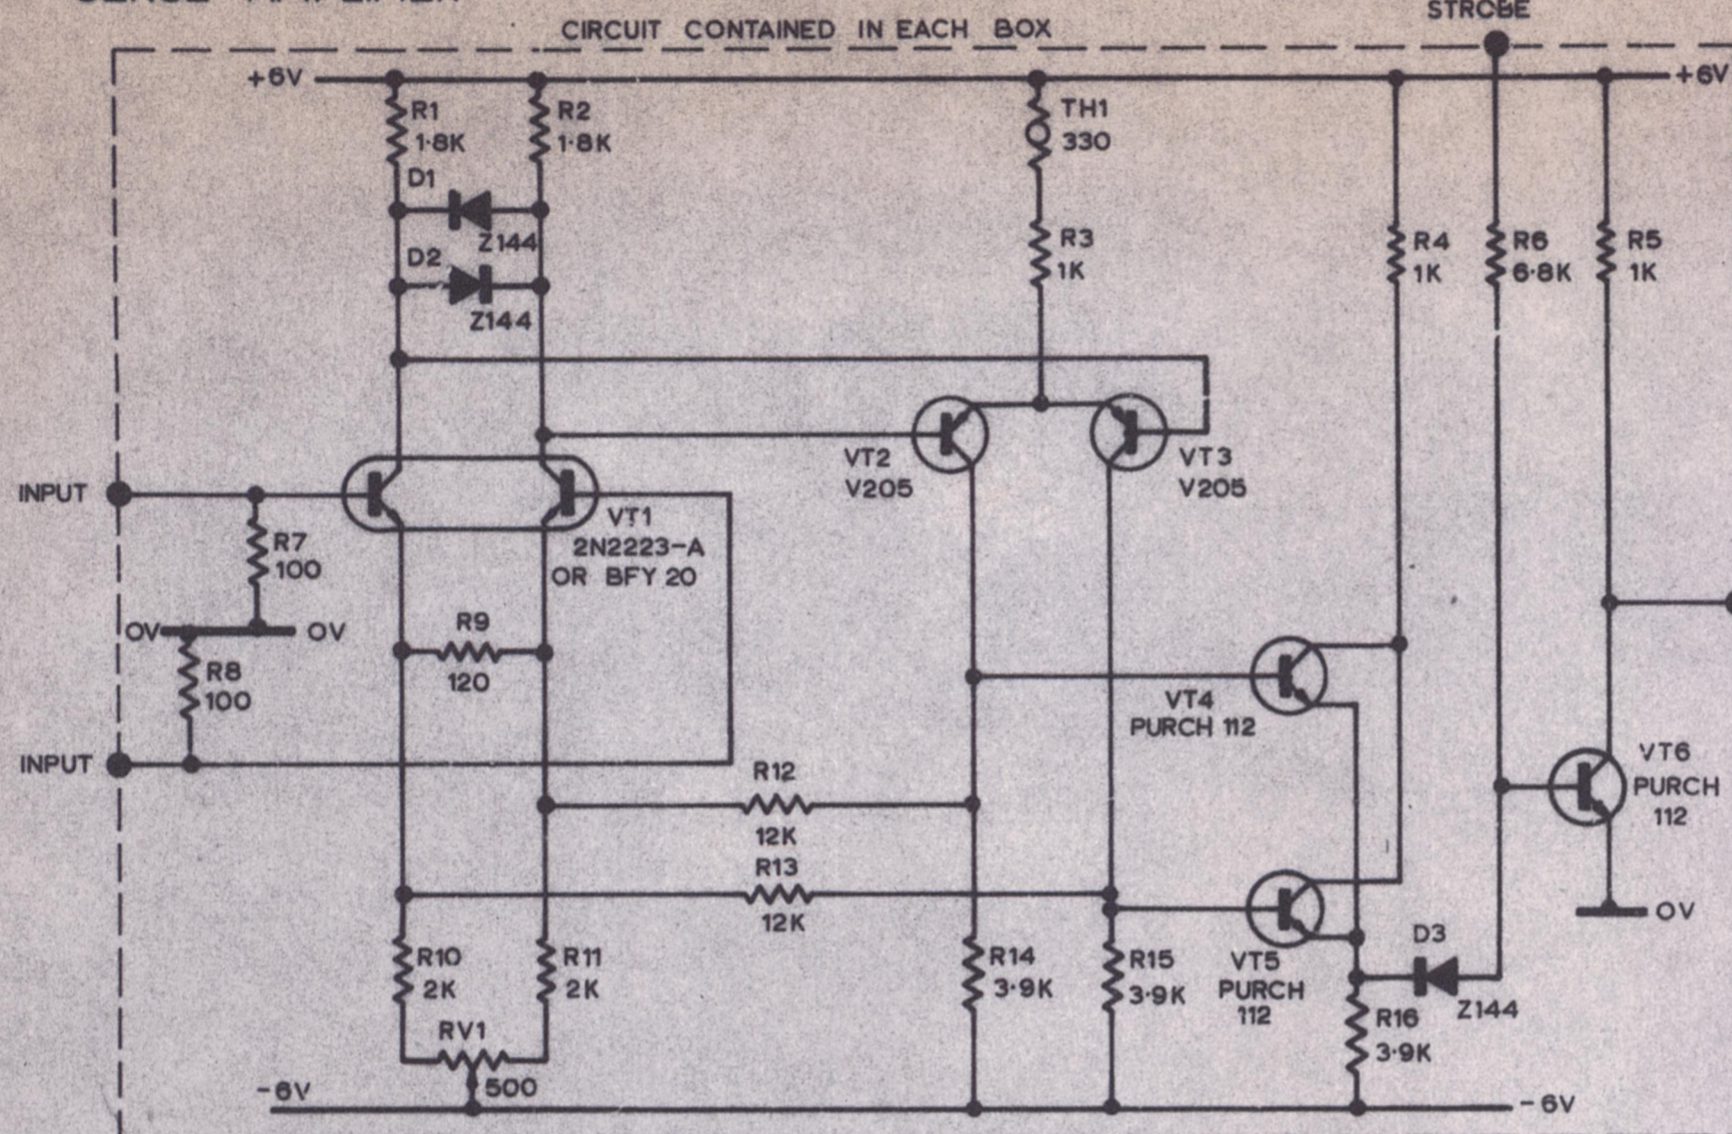 SENSE AMPLIFIER
STROBE
CIRCUIT CONTAINED IN EACH BOX
+6V
+6V
R1
1·8K
R2
1·8K
TH1
330
D1
Z144
D2
Z144
R3
1K
R4
1K
R6
6·8K
R5
1K
VT2
V205
VT3
V205
INPUT
VT1
2N2223-A
OR BFY 20
R7
100
OV
OV
R8
100
R9
120
INPUT
VT4
PURCH 112
VT6
PURCH
112
R12
12K
R13
12K
OV
R10
2K
R11
2K
R14
3·9K
R15
3·9K
VT5
PURCH
112
D3
Z144
R16
3·9K
RV1
500
-6V
-6V